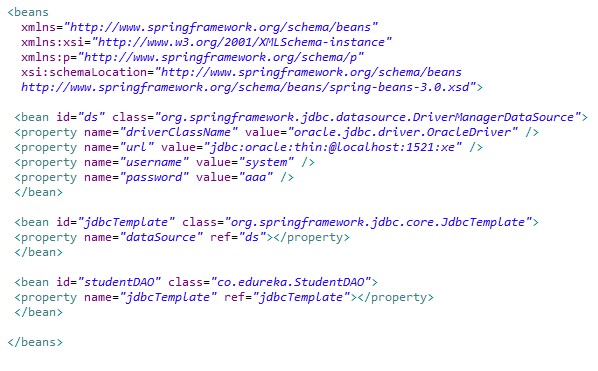 <beans
xmlns="http://www.springframework.org/schema/beans"
xmlns:xsi="http://www.w3.org/2001/XMLSchema-instance"
xmlns:p="http://www.springframework.org/schema/p"
xsi:schemaLocation="http://www.springframework.org/schema/beans
http://www.springframework.org/schema/beans/spring-beans-3.0.xsd">
<bean id="ds" class="org.springframework.jdbc.datasource.DriverManagerDataSource">
<property name="driverClassName" value="oracle.jdbc.driver.OracleDriver" />
<property name="url" value="jdbc:oracle:thin:@localhost:1521:xe" />
<property name="username" value="system" />
<property name="password" value="aaa" />
</bean>
<bean id="jdbcTemplate" class="org.springframework.jdbc.core.JdbcTemplate">
<property name="dataSource" ref="ds"></property>
</bean>
<bean id="studentDAO" class="co.edureka.StudentDAO">
<property name="jdbcTemplate" ref="jdbcTemplate"></property>
</bean>
</beans>